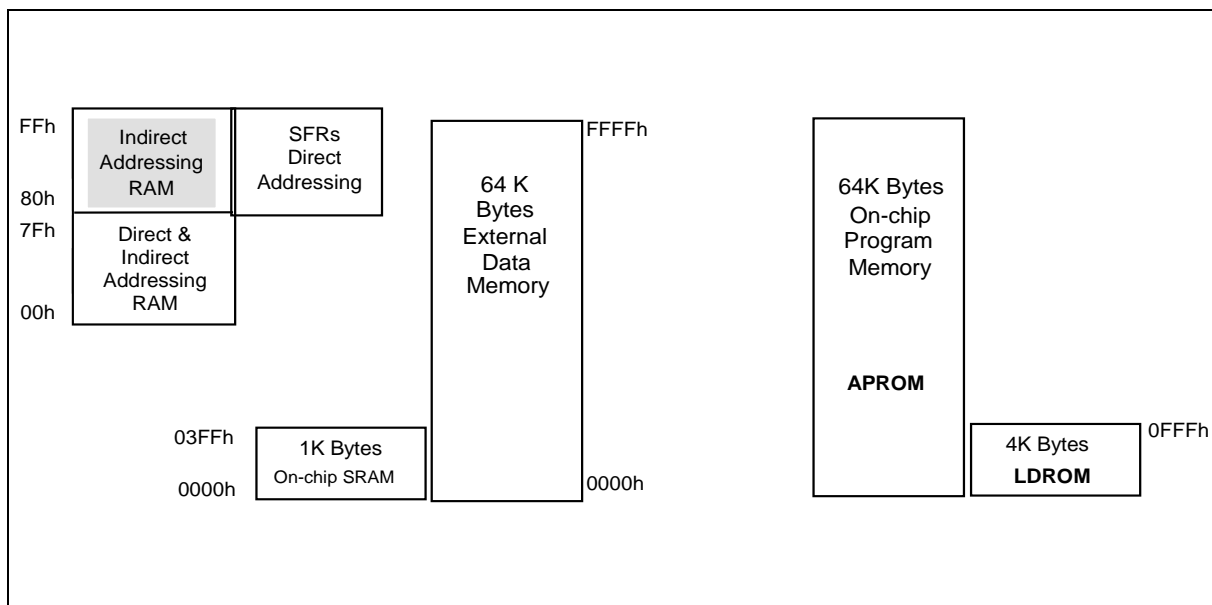 FFh
80h
7Fh
00h
Indirect
Addressing
RAM
SFRs
Direct
Addressing
Direct &
Indirect
Addressing
RAM
03FFh
0000h
1K Bytes
On-chip SRAM
64 K
Bytes
External
Data
Memory
FFFFh
0000h
64K Bytes
On-chip
Program
Memory
APROM
4K Bytes
LDROM
0FFFh